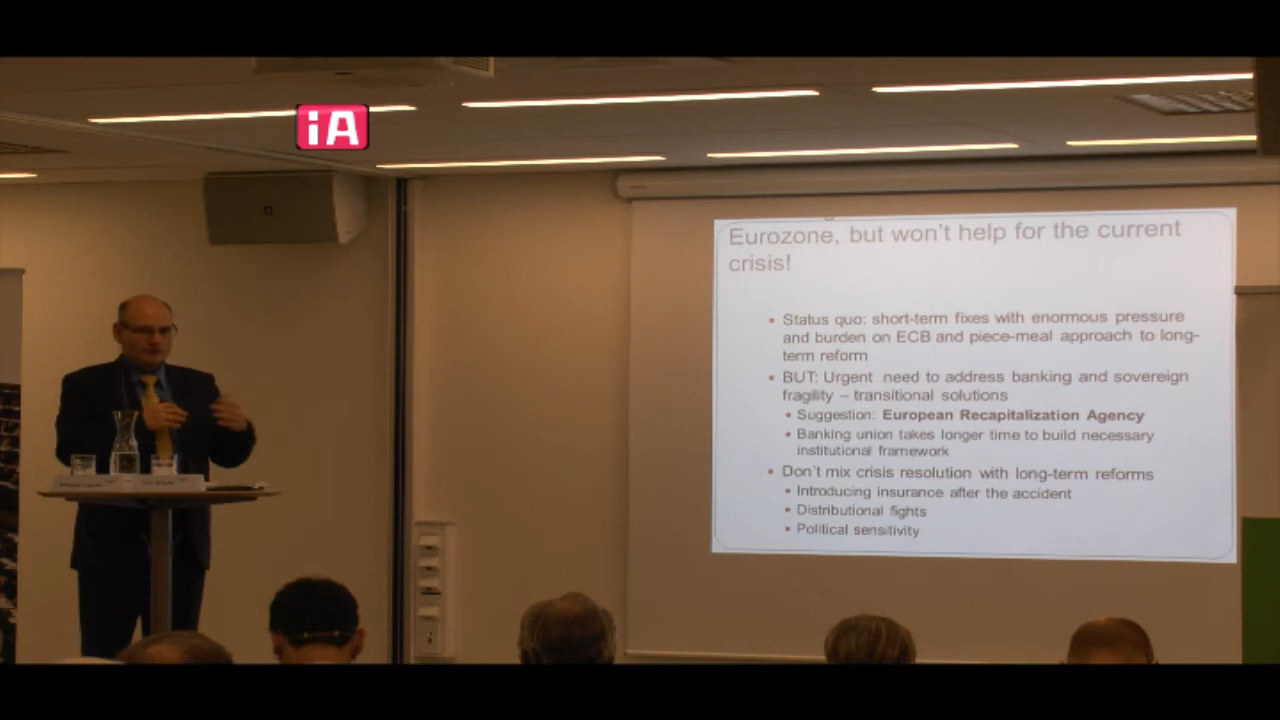 iA
Eurozone, but won't help for the current
crisis!
• Status quo: short-term fixes with enormous pressure
and burden on ECB and piece-meal approach to long-
term reform
• BUT: Urgent need to address banking and sovereign
fragility – transitional solutions
• Suggestion: European Recapitalization Agency
• Banking union takes longer time to build necessary
institutional framework
• Don't mix crisis resolution with long-term reforms
• Introducing insurance after the accident
• Distributional fights
• Political sensitivity